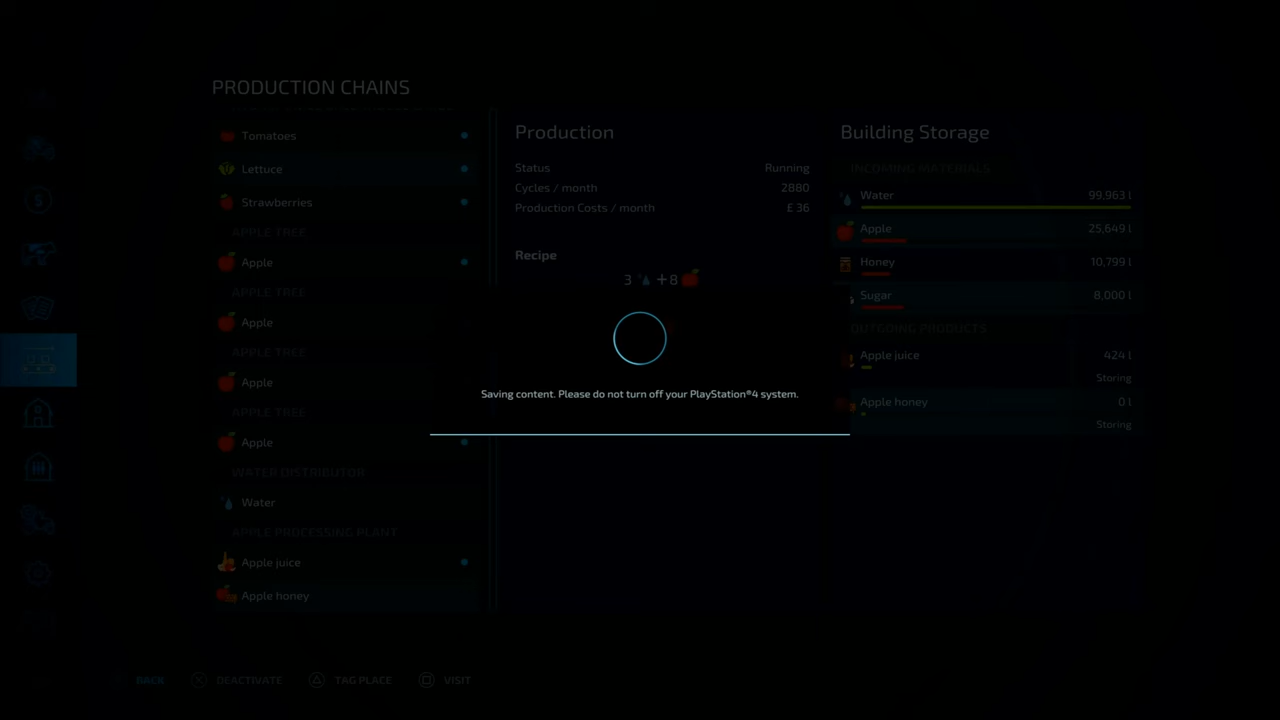 PRODUCTION CHAINS
Tomatoes
Lettuce
Strawberries
APPLE TREE
Apple
APPLE TREE
Apple
APPLE TREE
Apple
APPLE TREE
Apple
WATER DISTRIBUTOR
Water
APPLE PROCESSING PLANT
Apple juice
Apple honey
Production
Status Running
Cycles / month 2880
Production Costs / month £ 36
Recipe
3 +8
Building Storage
INCOMING MATERIALS
Water 99,963 l
Apple 25,649 l
Honey 10,799 l
Sugar 8,000 l
OUTGOING PRODUCTS
Apple juice 424 l
Storing
Apple honey 0 l
Storing
Saving content. Please do not turn off your PlayStation®4 system.
BACK DEACTIVATE TAG PLACE VISIT